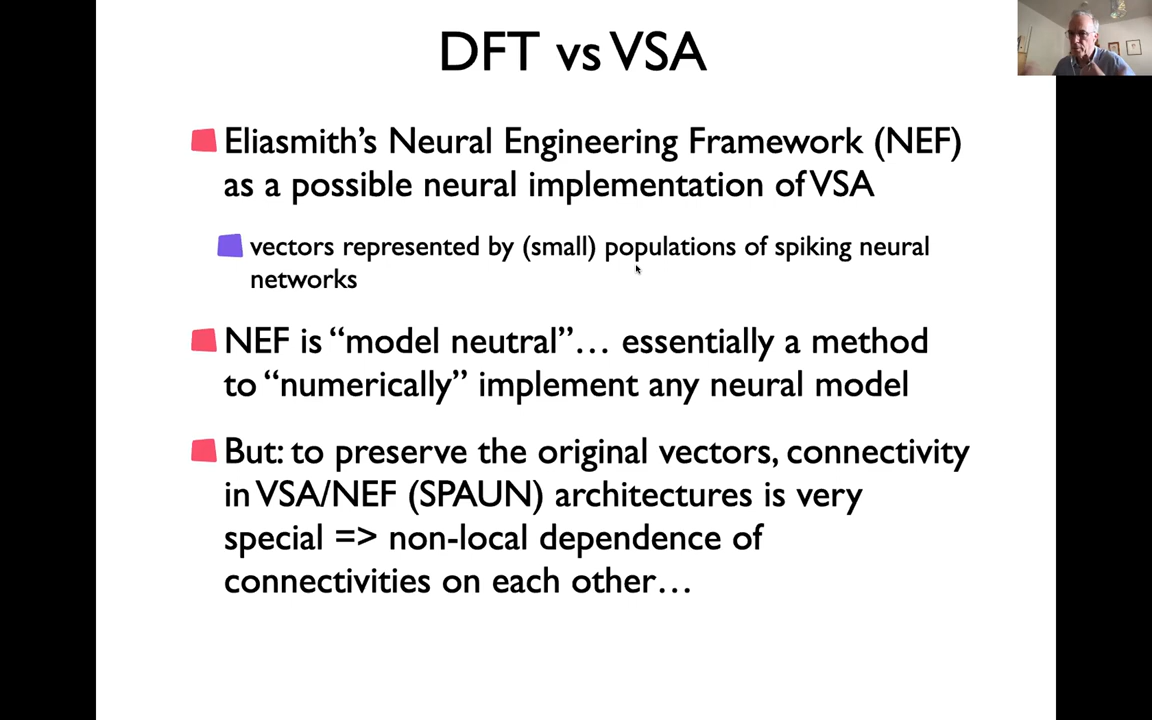 DFT vs VSA
Eliasmith's Neural Engineering Framework (NEF)
as a possible neural implementation of VSA
vectors represented by (small) populations of spiking neural
networks
NEF is “model neutral”… essentially a method
to “numerically” implement any neural model
But: to preserve the original vectors, connectivity
in VSA/NEF (SPAUN) architectures is very
special => non-local dependence of
connectivities on each other…